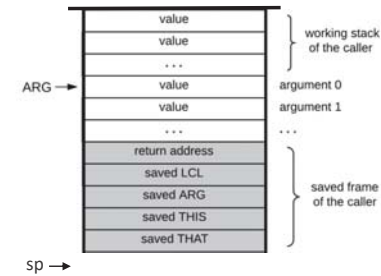 value
value
working stack
of the caller
...
ARG
value
argument 0
value
argument 1
...
...
return address
saved LCL
saved ARG
saved frame
of the caller
saved THIS
saved THAT
sp